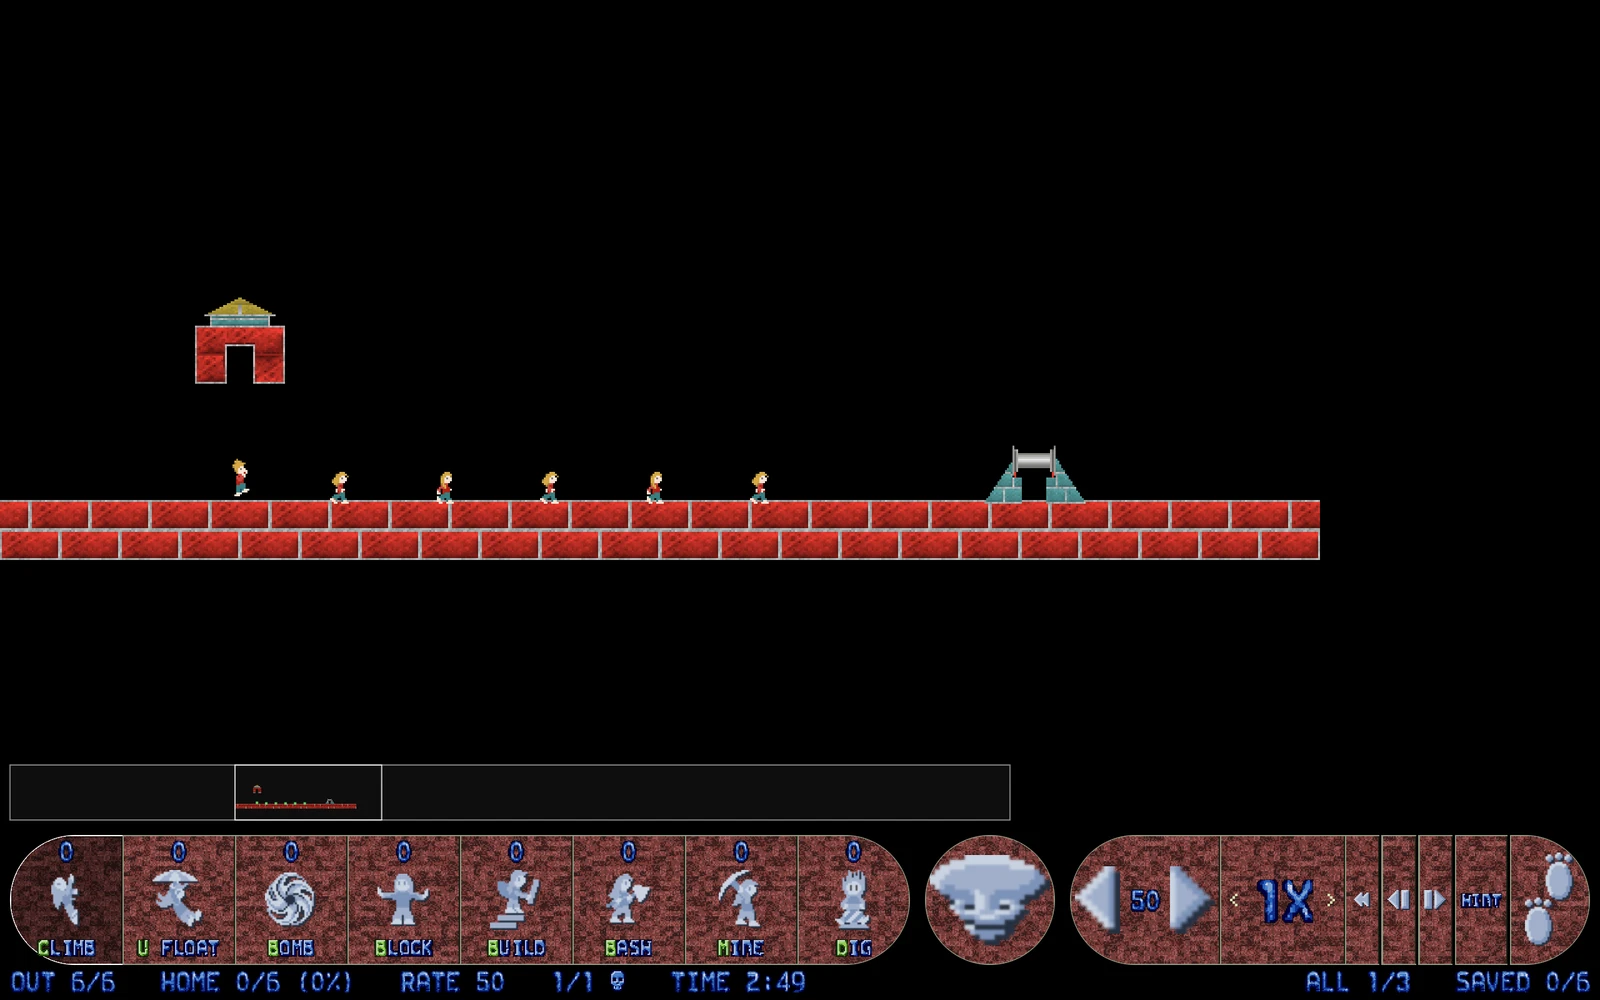 0 0 0 0 0 0 0 0
CLIMB U FLOAT BOMB BLOCK BUILD BASH MINE DIG
50 < 1X > HINT
OUT 6/6 HOME 0/6 (0%) RATE 50 1/1 TIME 2:49 ALL 1/3 SAVED 0/6